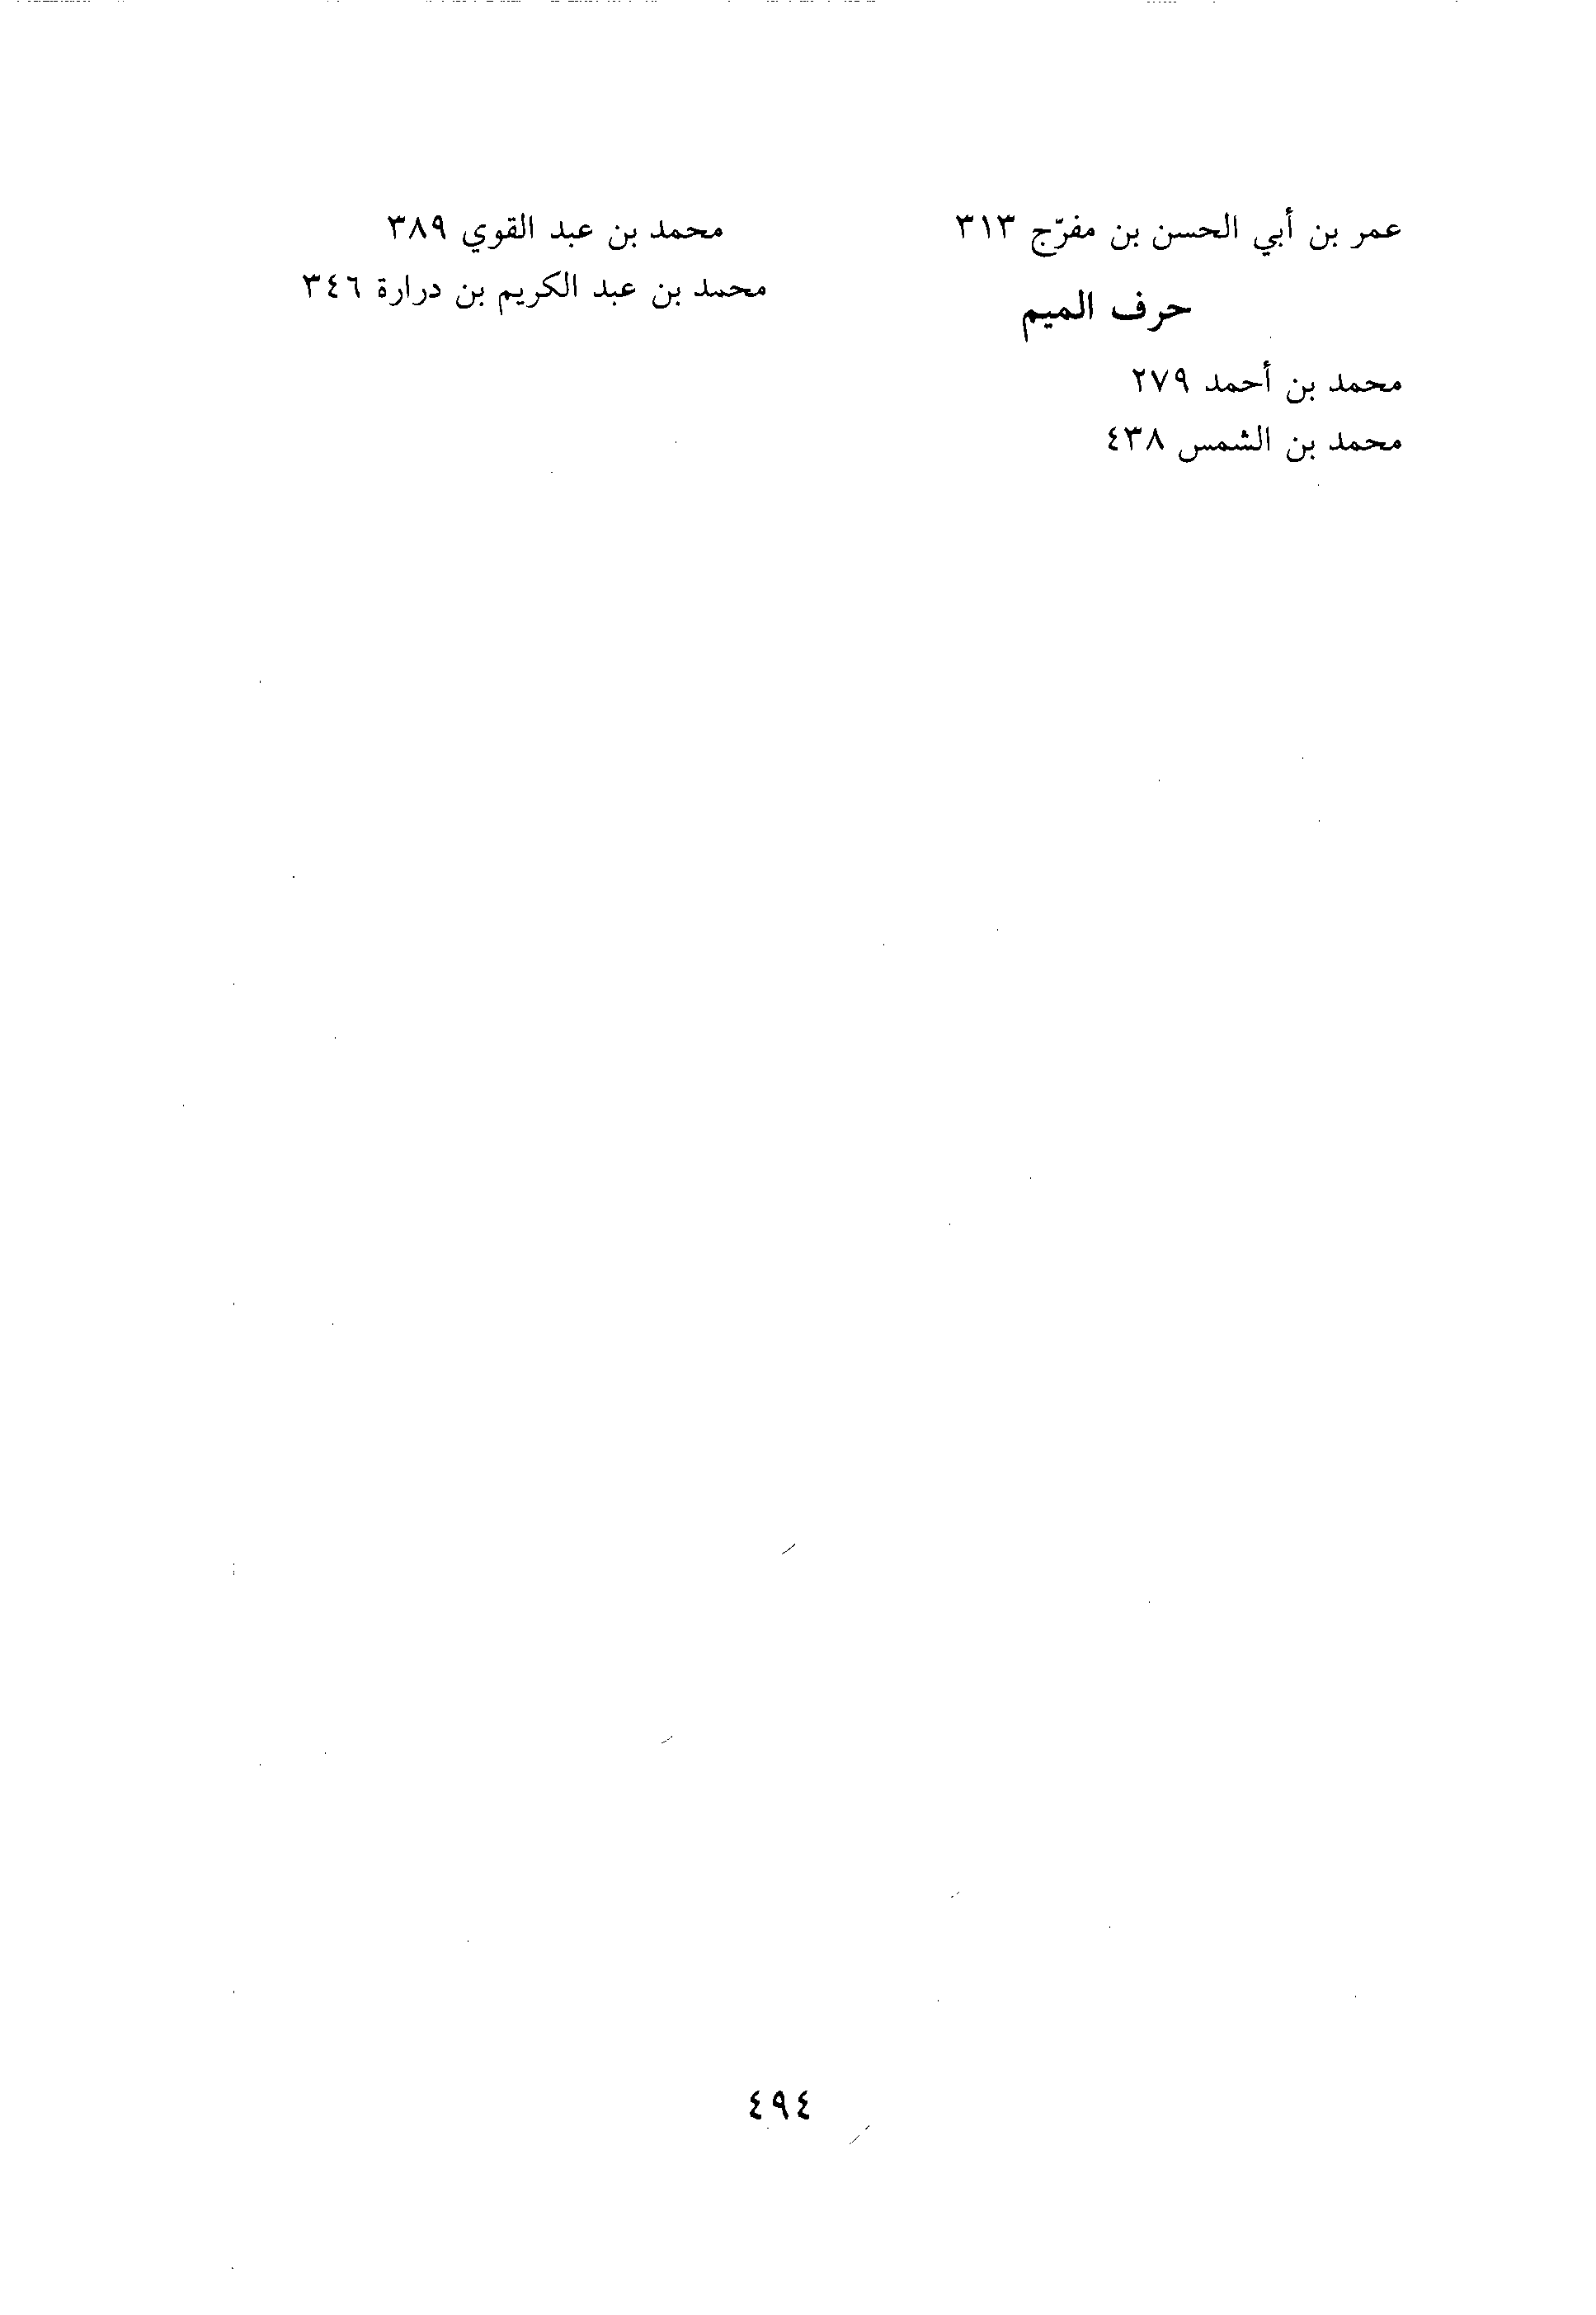 عمر بن أبي الحسن بن مفرّج ٣١٣
حرف الميم
محمد بن أحمد ٢٧٩
محمد بن الشمس ٤٣٨
محمد بن عبد القوي ٣٨٩
محمد بن عبد الكريم بن درارة ٣٤٦
٤٩٤